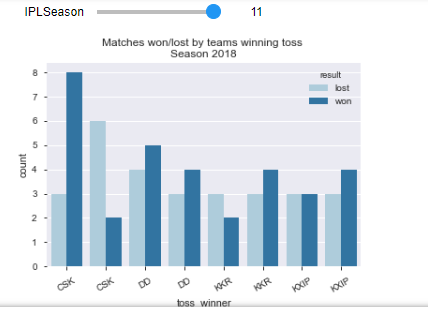 IPLSeason 11
Matches won/lost by teams winning toss
Season 2018
result
lost
won
count
8
7
6
5
4
3
2
1
0
CSK CSK DD DD KKR KKR KXIP KXIP
toss_winner